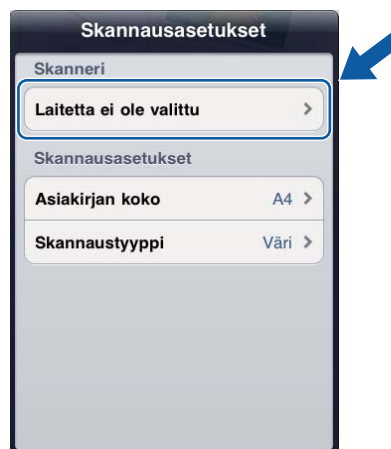 Skannausasetukset
Skanneri
Laitetta ei ole valittu
Skannausasetukset
Asiakirjan koko A4
Skannaustyyppi Väri